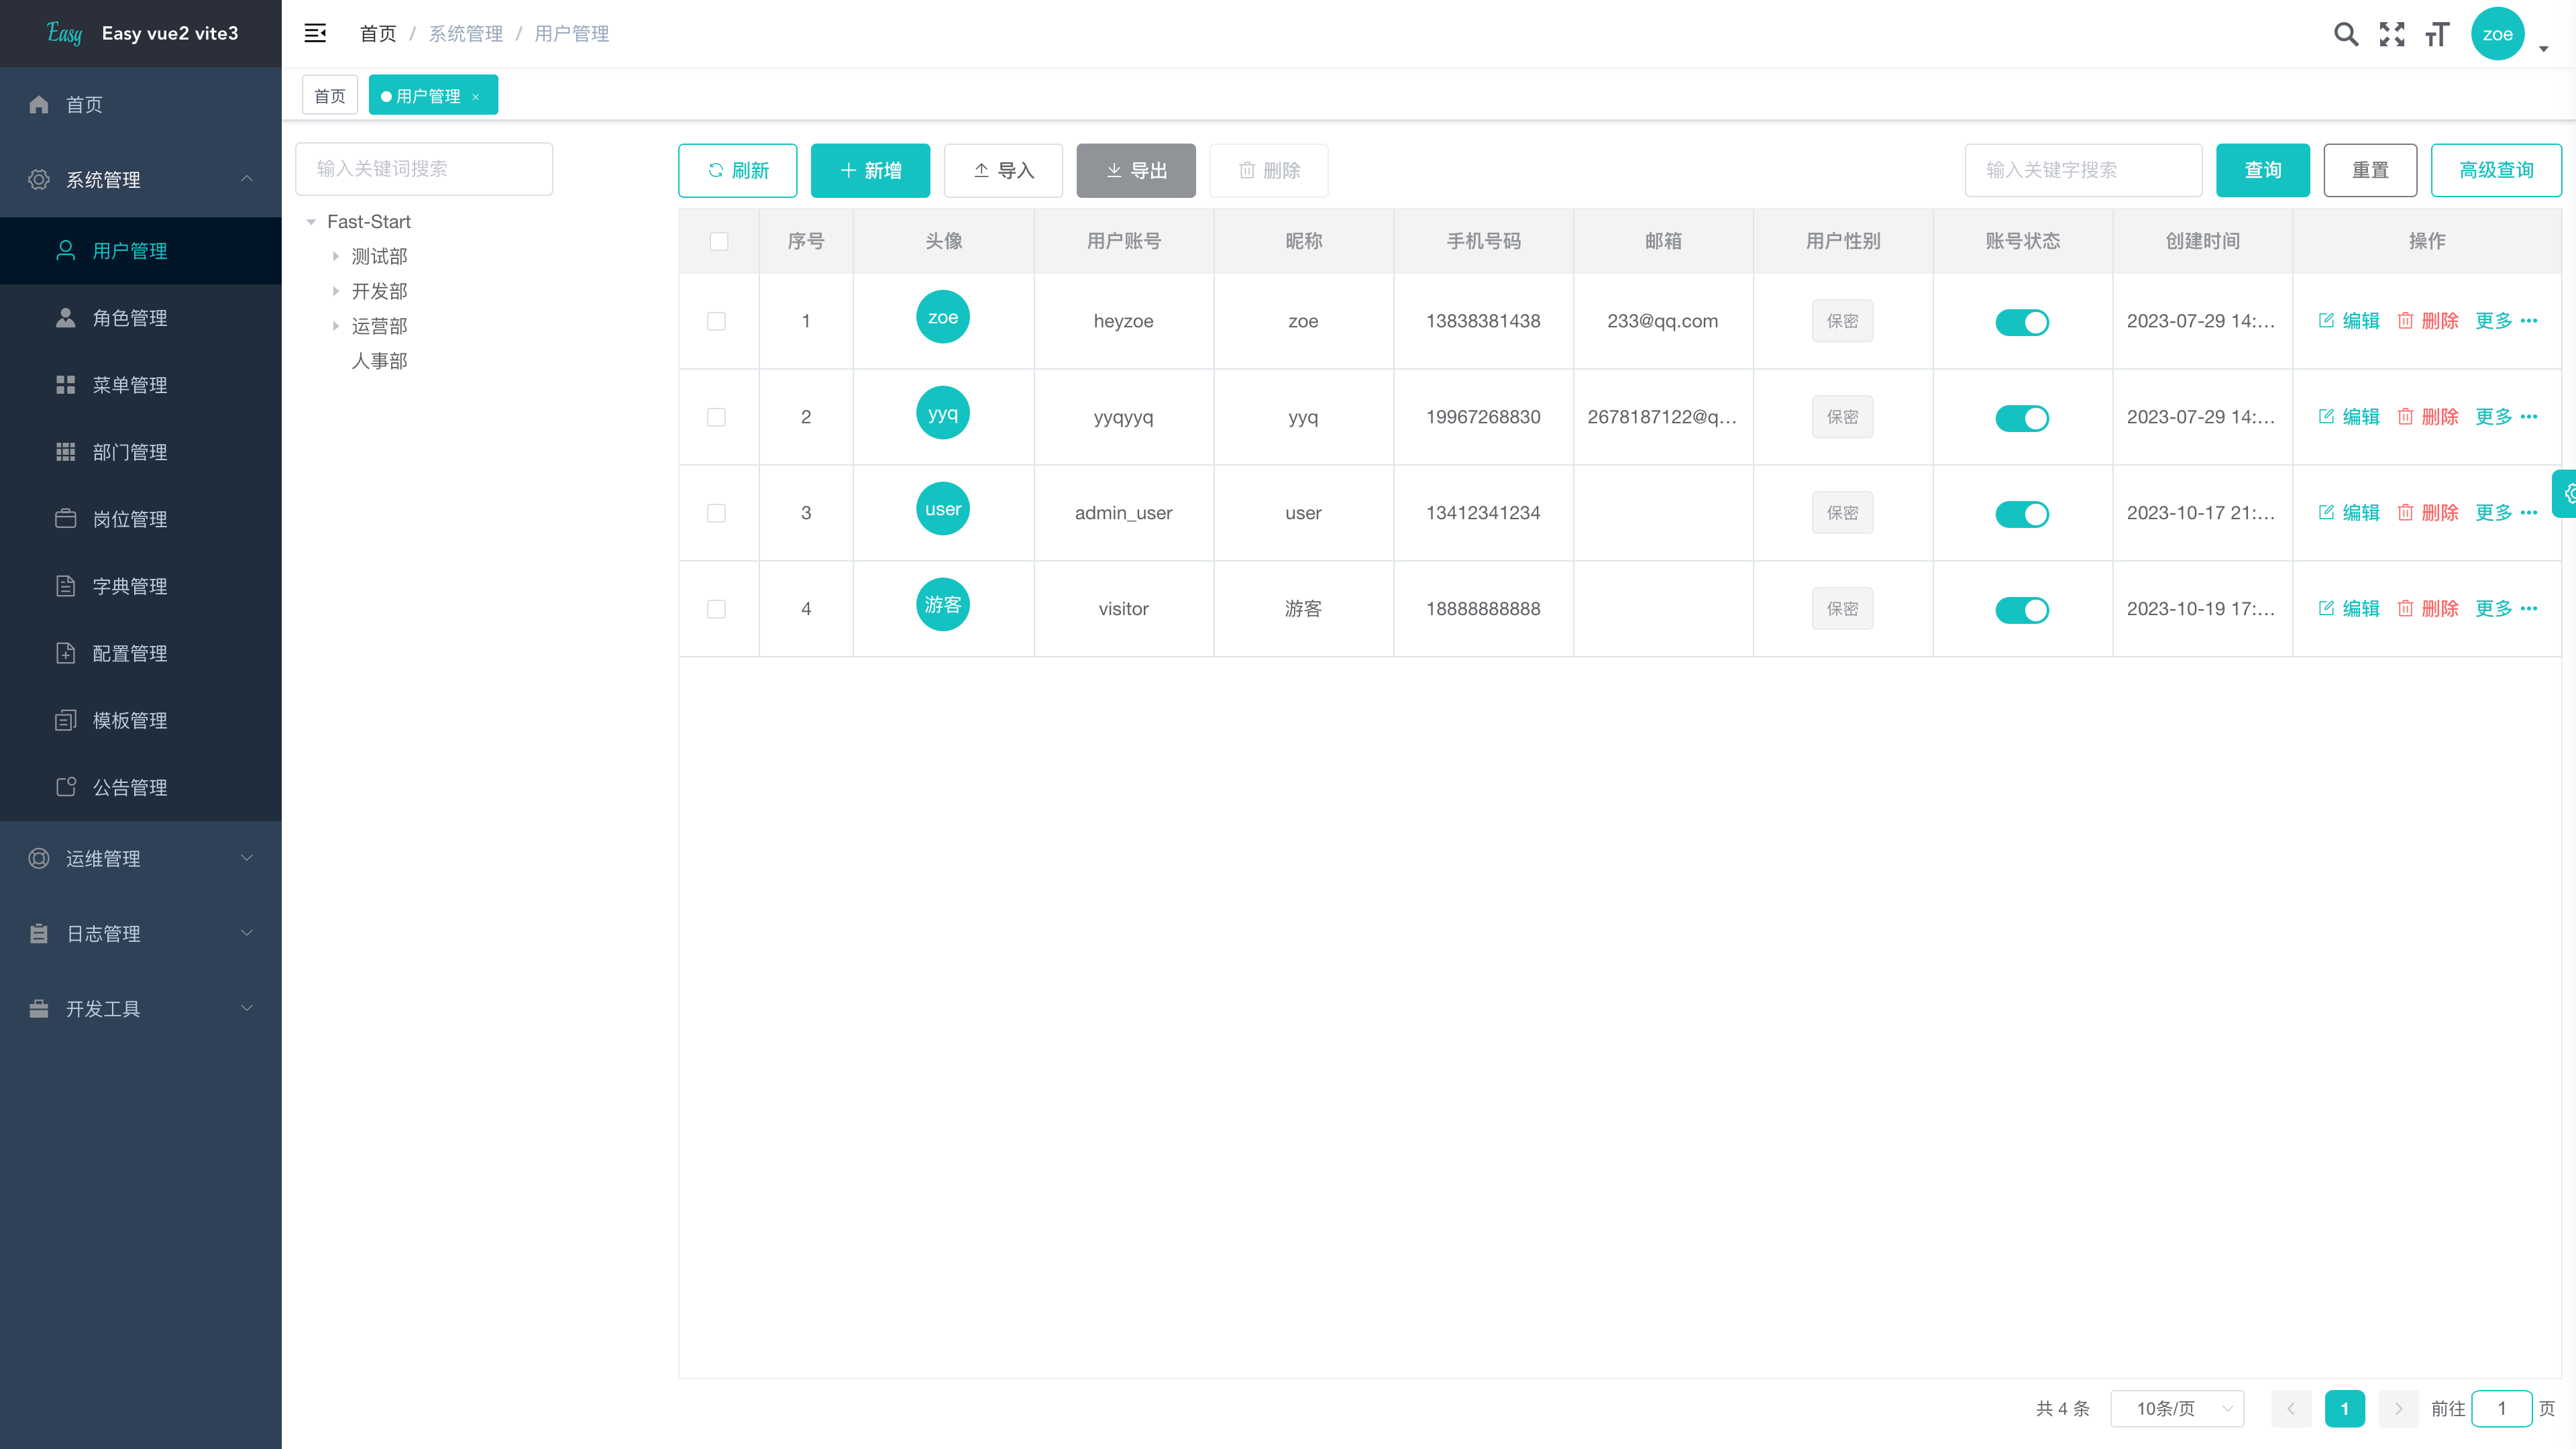 Easy Easy vue2 vite3
首页
系统管理
用户管理
角色管理
菜单管理
部门管理
岗位管理
字典管理
配置管理
模板管理
公告管理
运维管理
日志管理
开发工具
首页 / 系统管理 / 用户管理
zoe
首页 用户管理 ×
输入关键词搜索
Fast-Start
测试部
开发部
运营部
人事部
刷新 新增 导入 导出 删除 输入关键字搜索 查询 重置 高级查询
序号 头像 用户账号 昵称 手机号码 邮箱 用户性别 账号状态 创建时间 操作
1 zoe heyzoe zoe 13838381438 233@qq.com 保密 2023-07-29 14:... 编辑 删除 更多 •••
2 yyq yyqyyq yyq 19967268830 2678187122@q... 保密 2023-07-29 14:... 编辑 删除 更多 •••
3 user admin_user user 13412341234 保密 2023-10-17 21:... 编辑 删除 更多 •••
4 游客 visitor 游客 18888888888 保密 2023-10-19 17:... 编辑 删除 更多 •••
共 4 条 10条/页 1 前往 1 页